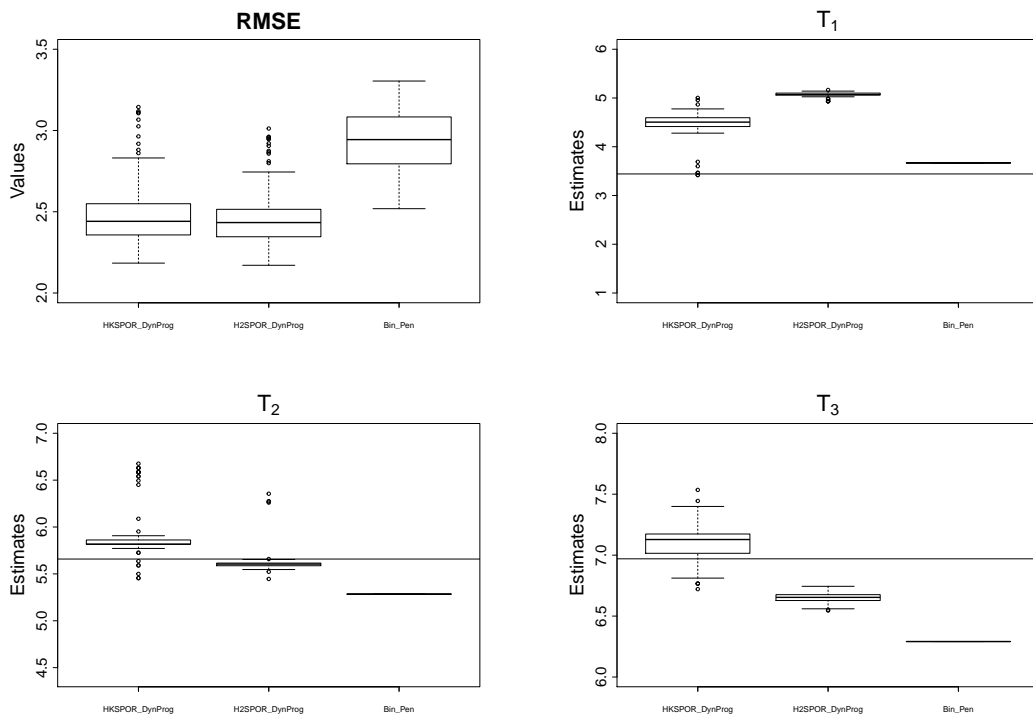 RMSE
Values
3.5
3.0
2.5
2.0
HKSPOR_DynProg
H2SPOR_DynProg
Bin_Pen
T1
Estimates
6
5
4
3
2
1
HKSPOR_DynProg
H2SPOR_DynProg
Bin_Pen
T2
Estimates
7.0
6.5
6.0
5.5
5.0
4.5
HKSPOR_DynProg
H2SPOR_DynProg
Bin_Pen
T3
Estimates
8.0
7.5
7.0
6.5
6.0
HKSPOR_DynProg
H2SPOR_DynProg
Bin_Pen